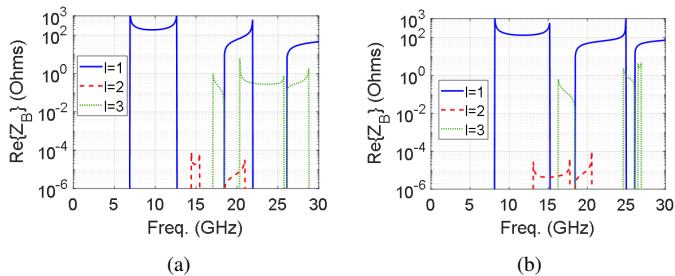 10^3
10^2
10^0
10^-2
10^-4
10^-6
Re{Z_B} (Ohms)
l=1
l=2
l=3
0 5 10 15 20 25 30
Freq. (GHz)
(a)
10^3
10^2
10^0
10^-2
10^-4
10^-6
Re{Z_B} (Ohms)
l=1
l=2
l=3
0 5 10 15 20 25 30
Freq. (GHz)
(b)